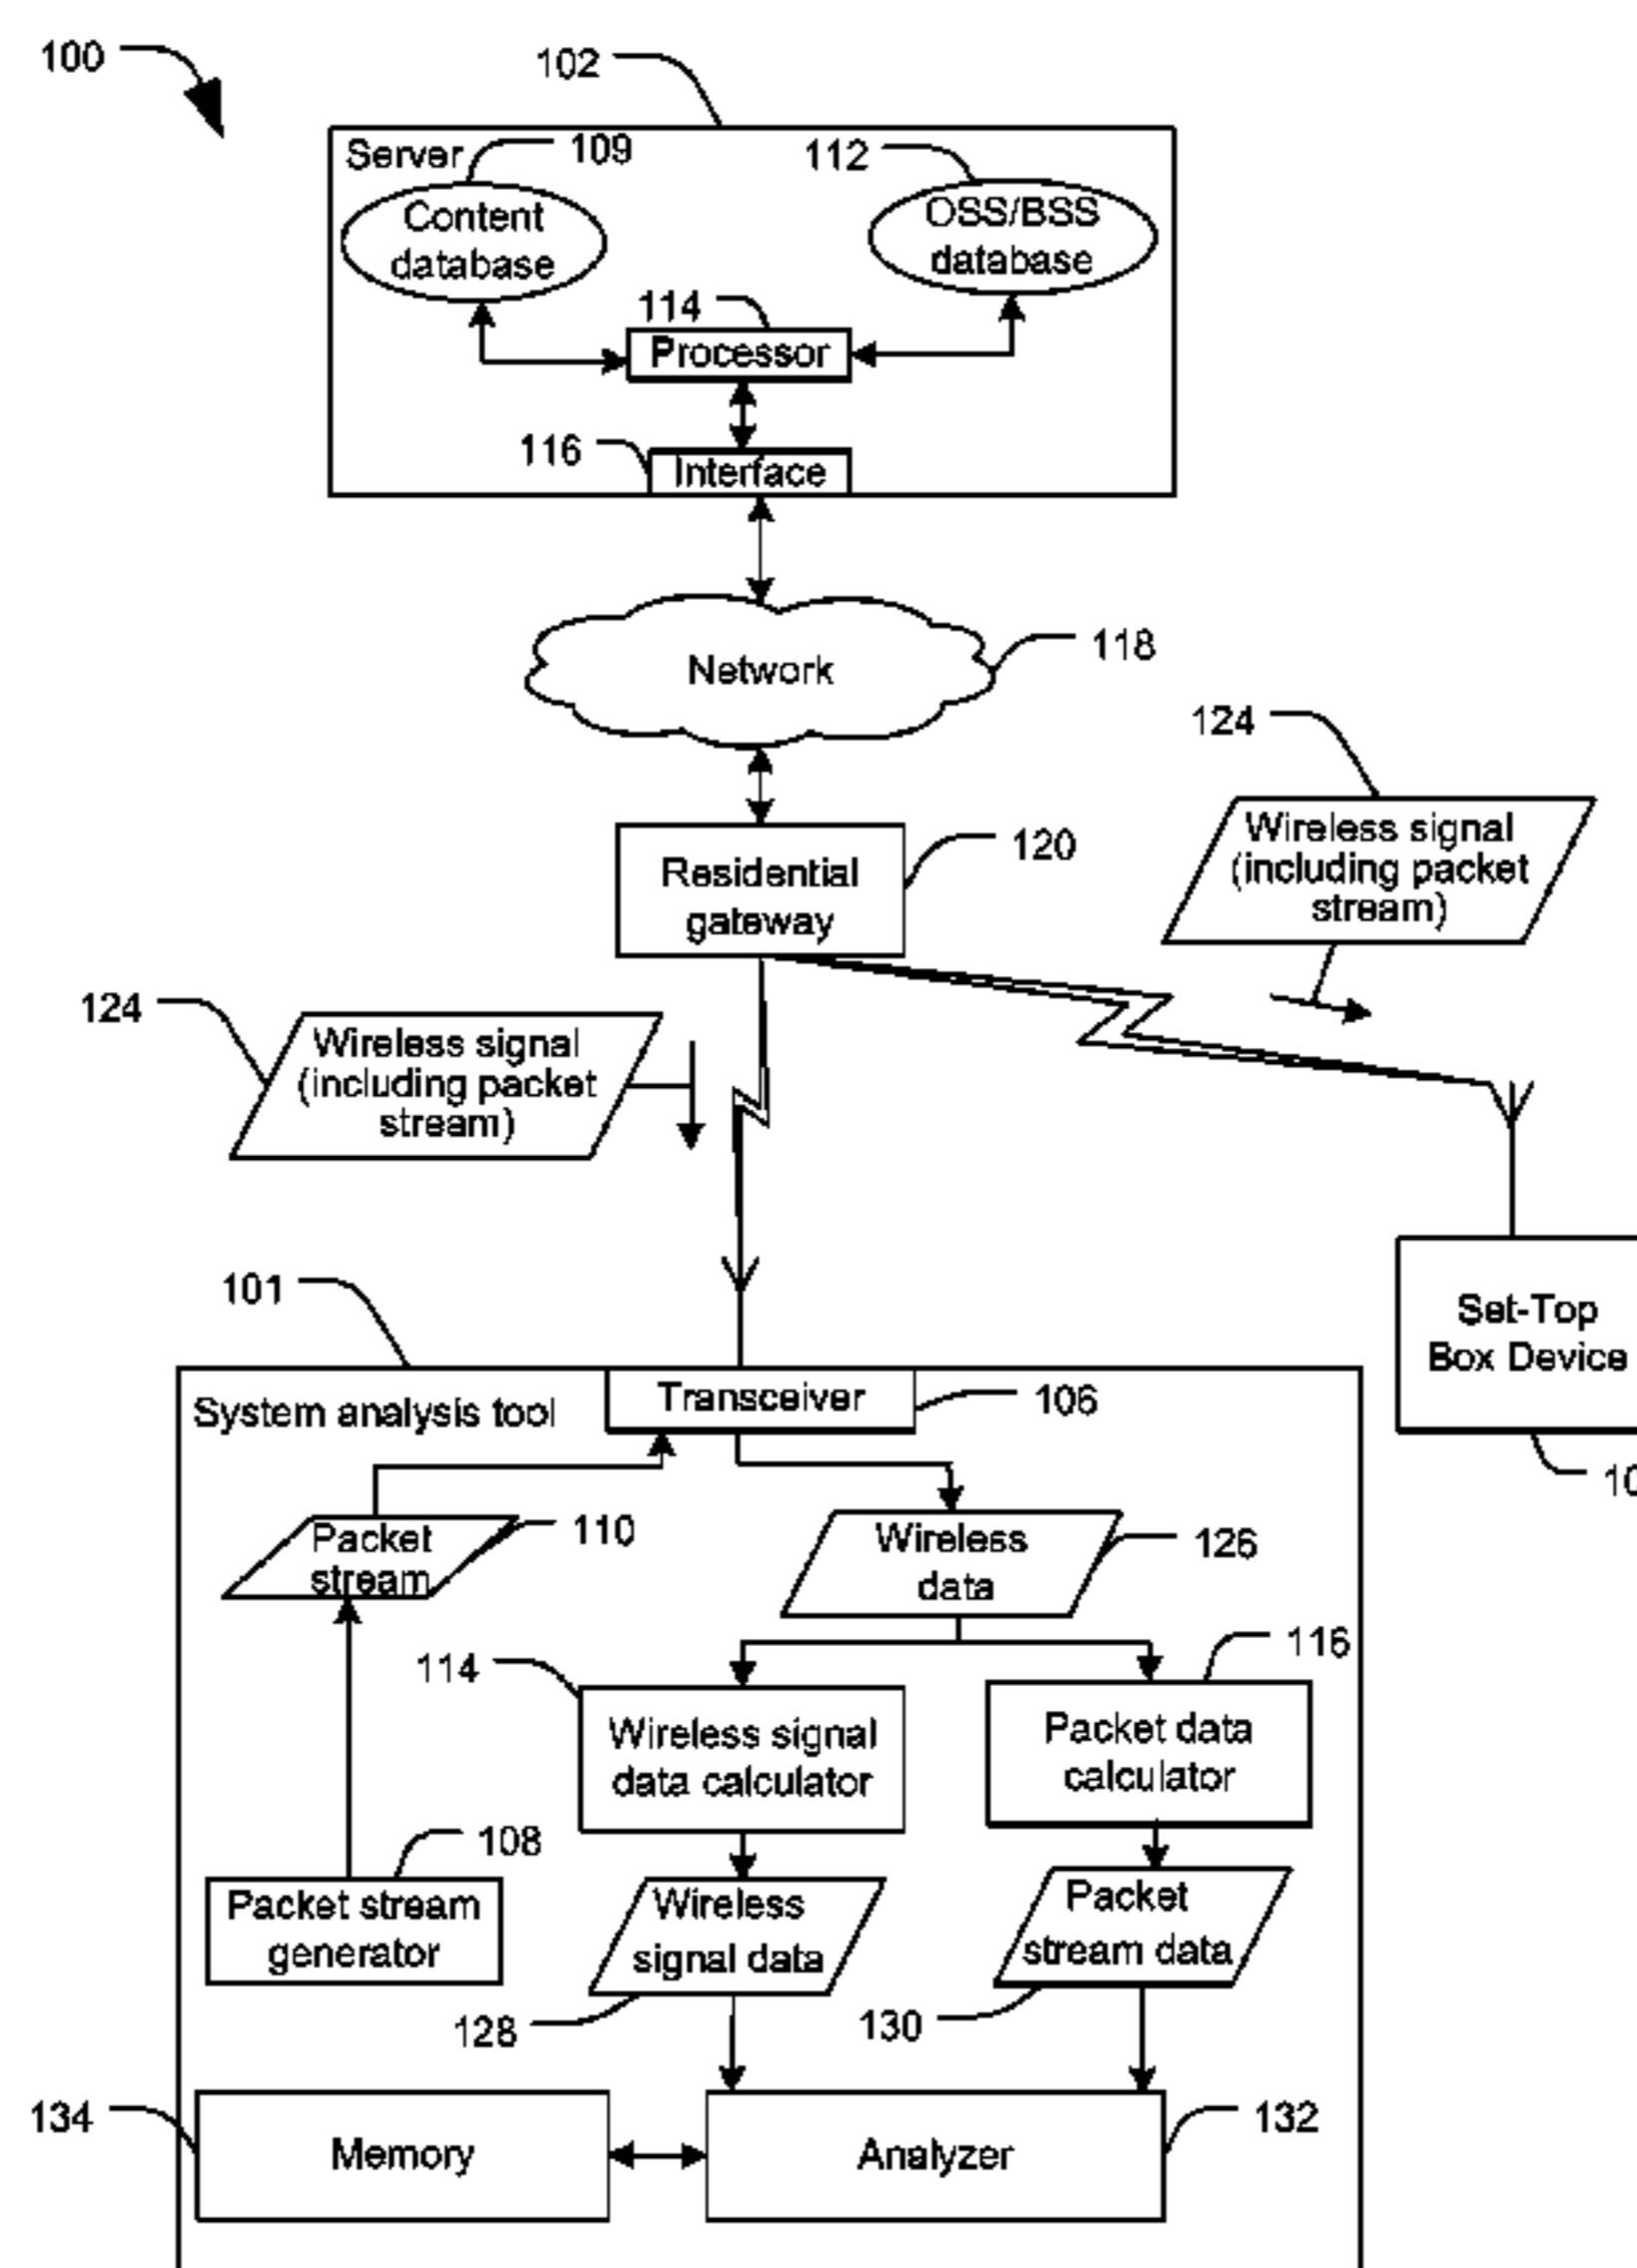 100
102
Server
109
112
Content
database
OSS/BSS
database
114
Processor
116
Interface
Network
118
124
Wireless signal
(including packet
stream)
Residential
gateway
120
124
Wireless signal
(including packet
stream)
101
Set-Top
Box Device
System analysis tool
Transceiver
106
10
Packet
stream
110
Wireless
data
126
114
116
Wireless signal
data calculator
Packet data
calculator
108
Packet stream
generator
Wireless
signal data
Packet
stream data
128
130
134
Memory
Analyzer
132